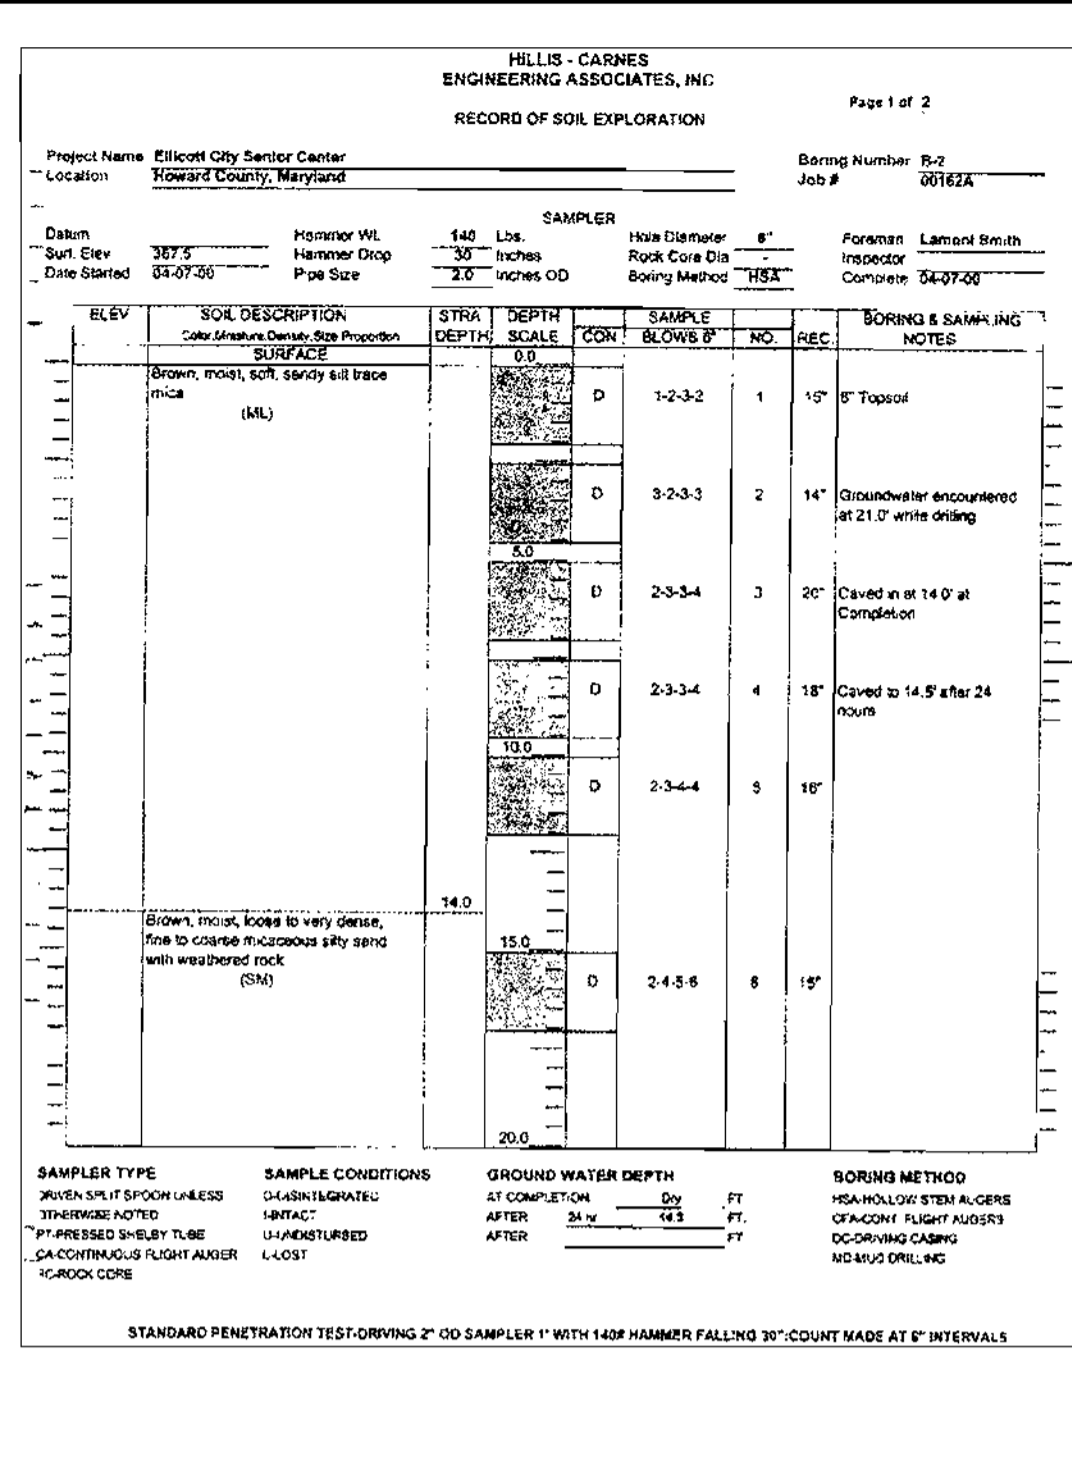 HILLIS - CARNES
ENGINEERING ASSOCIATES, INC
Page 1 of 2
RECORD OF SOIL EXPLORATION
Project Name Ellicott City Senior Center
Boring Number B-2
Location Howard County, Maryland
Job # 00162A
SAMPLER
Datum Hammer Wt. 140 Lbs. Hole Diameter 6" Foreman Lamont Smith
Surf. Elev 367.5 Hammer Drop 30 Inches Rock Core Dia - Inspector
Date Started 04-07-00 Pipe Size 2.0 Inches OD Boring Method HSA Complete 04-07-00
ELEV SOIL DESCRIPTION STRA DEPTH SAMPLE BORING & SAMPLING
Color, Moisture, Density, Size Proportion DEPTH SCALE CON BLOWS 6" NO. REC. NOTES
SURFACE 0.0
Brown, moist, soft, sandy silt trace
mica
(ML)
D 1-2-3-2 1 15" 6" Topsoil
D 3-2-3-3 2 14" Groundwater encountered
at 21.0' while drilling
5.0
D 2-3-3-4 3 20" Caved in at 14.0' at
Completion
D 2-3-3-4 4 18" Caved to 14.5' after 24
hours
10.0
D 2-3-4-4 5 16"
14.0
Brown, moist, loose to very dense,
fine to coarse micaceous silty sand
with weathered rock
(SM)
15.0
D 2-4-5-6 6 15"
20.0
SAMPLER TYPE SAMPLE CONDITIONS GROUND WATER DEPTH BORING METHOD
DRIVEN SPLIT SPOON UNLESS D-DISINTEGRATED AT COMPLETION Dry FT HSA-HOLLOW STEM AUGERS
OTHERWISE NOTED I-INTACT AFTER 24 hr FT. CFA-CONT FLIGHT AUGERS
PT-PRESSED SHELBY TUBE U-UNDISTURBED AFTER FT DC-DRIVING CASING
CA-CONTINUOUS FLIGHT AUGER L-LOST MD-MUD DRILLING
RC-ROCK CORE
STANDARD PENETRATION TEST-DRIVING 2" OD SAMPLER 1' WITH 140# HAMMER FALLING 30":COUNT MADE AT 6" INTERVALS